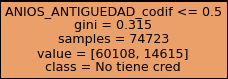 ANIOS_ANTIGUEDAD_codif <= 0.5
gini = 0.315
samples = 74723
value = [60108, 14615]
class = No tiene cred